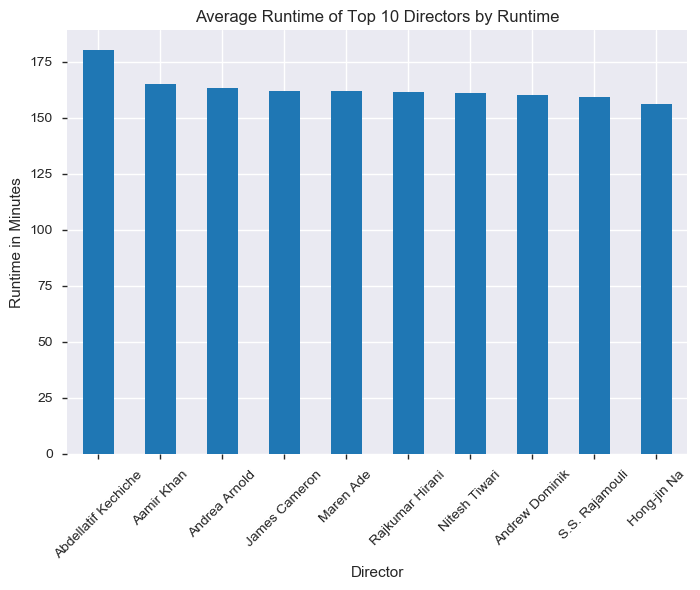 Average Runtime of Top 10 Directors by Runtime
Runtime in Minutes
175
150
125
100
75
50
25
0
Abdellatif Kechiche
Aamir Khan
Andrea Arnold
James Cameron
Maren Ade
Rajkumar Hirani
Nitesh Tiwari
Andrew Dominik
S.S. Rajamouli
Hong-jin Na
Director